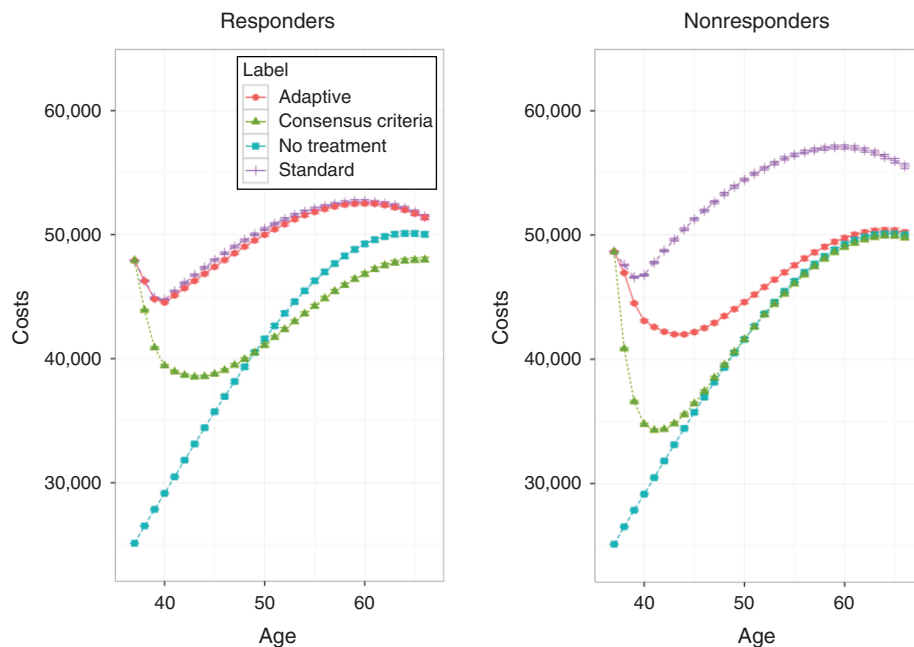 Responders
Nonresponders
Label
Adaptive
Consensus criteria
No treatment
Standard
Costs
60,000
50,000
40,000
30,000
40
50
60
Age
Costs
60,000
50,000
40,000
30,000
40
50
60
Age